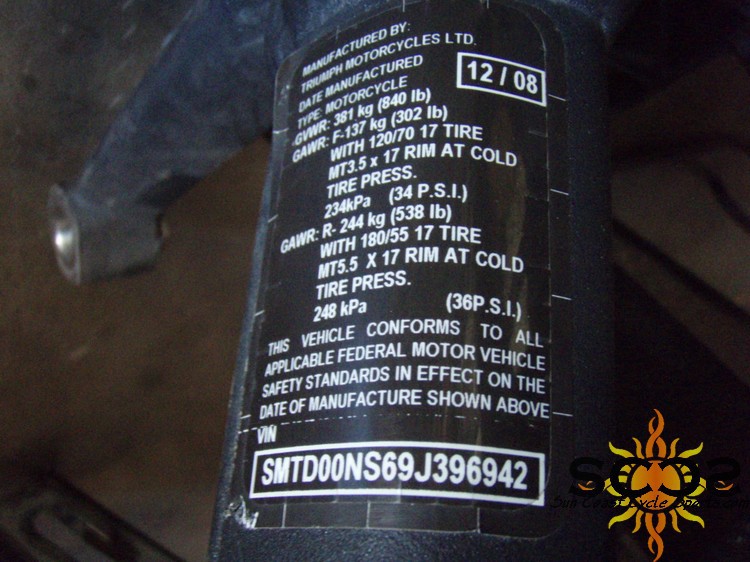 MANUFACTURED BY:
TRIUMPH MOTORCYCLES LTD.
DATE MANUFACTURED
12 / 08
TYPE: MOTORCYCLE
GVWR: 381 kg (840 lb)
GAWR: F-137 kg (302 lb)
WITH 120/70 17 TIRE
MT3.5 x 17 RIM AT COLD
TIRE PRESS.
234kPa (34 P.S.I.)
GAWR: R- 244 kg (538 lb)
WITH 180/55 17 TIRE
MT5.5 X 17 RIM AT COLD
TIRE PRESS.
248 kPa (36P.S.I.)
THIS VEHICLE CONFORMS TO ALL
APPLICABLE FEDERAL MOTOR VEHICLE
SAFETY STANDARDS IN EFFECT ON THE
DATE OF MANUFACTURE SHOWN ABOVE
VIN
SMTD00NS69J396942